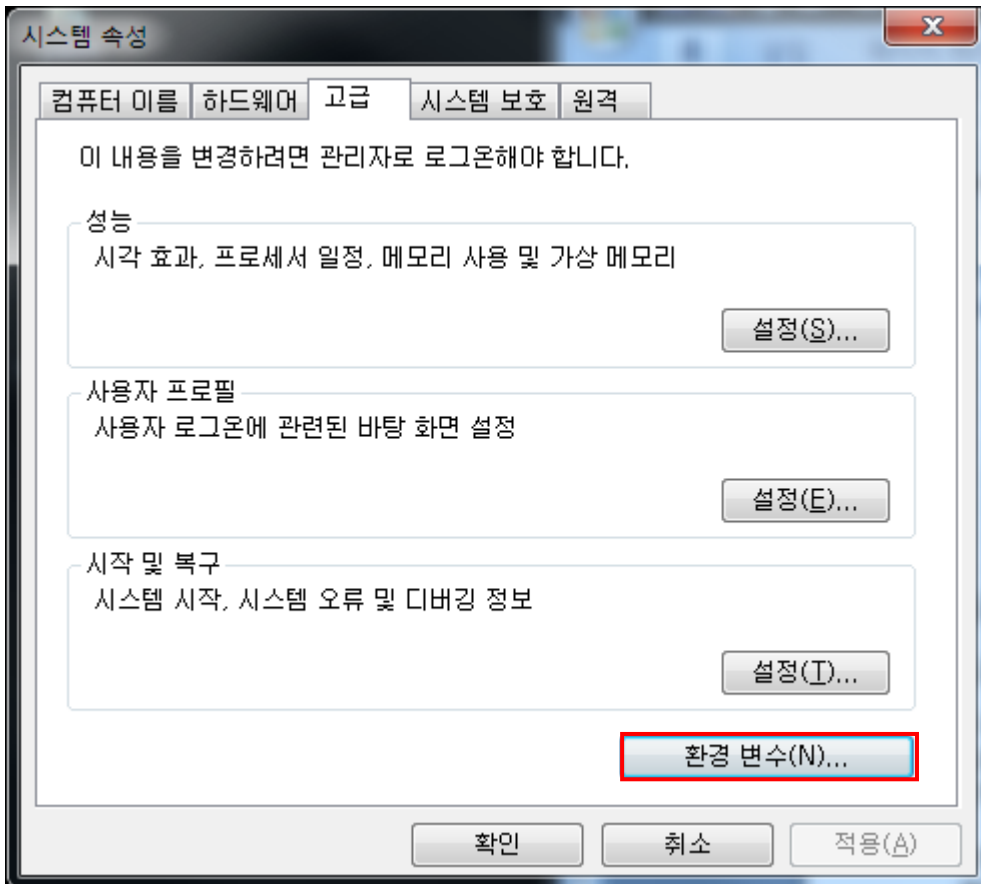 시스템 속성
컴퓨터 이름 하드웨어 고급 시스템 보호 원격
이 내용을 변경하려면 관리자로 로그온해야 합니다.
성능
시각 효과, 프로세서 일정, 메모리 사용 및 가상 메모리
설정(S)...
사용자 프로필
사용자 로그온에 관련된 바탕 화면 설정
설정(E)...
시작 및 복구
시스템 시작, 시스템 오류 및 디버깅 정보
설정(T)...
환경 변수(N)...
확인 취소 적용(A)